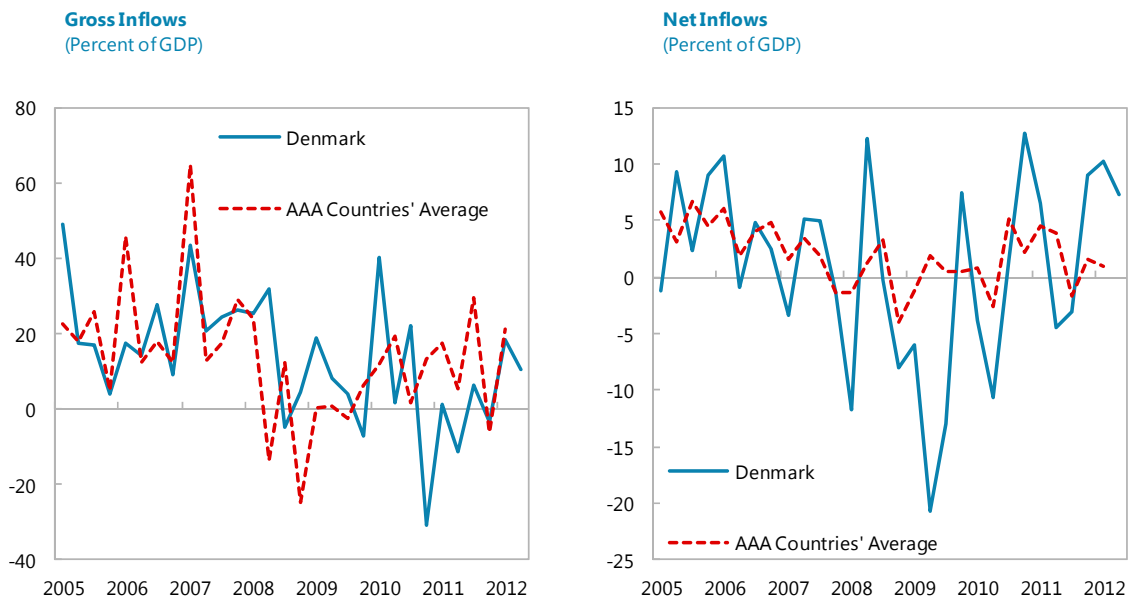 Gross Inflows
(Percent of GDP)
80
60
40
20
0
-20
-40
Denmark
AAA Countries' Average
2005 2006 2007 2008 2009 2010 2011 2012
Net Inflows
(Percent of GDP)
15
10
5
0
-5
-10
-15
-20
-25
Denmark
AAA Countries' Average
2005 2006 2007 2008 2009 2010 2011 2012